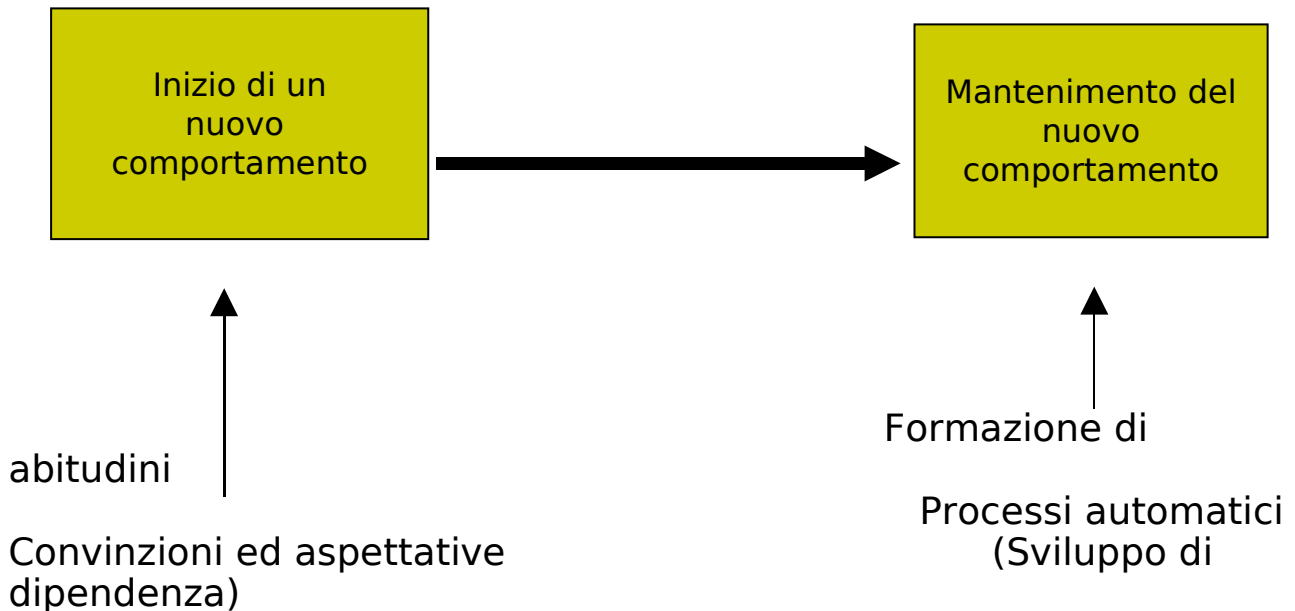 Inizio di un
nuovo
comportamento
Mantenimento del
nuovo
comportamento
Formazione di
abitudini
Processi automatici
(Sviluppo di
Convinzioni ed aspettative
dipendenza)